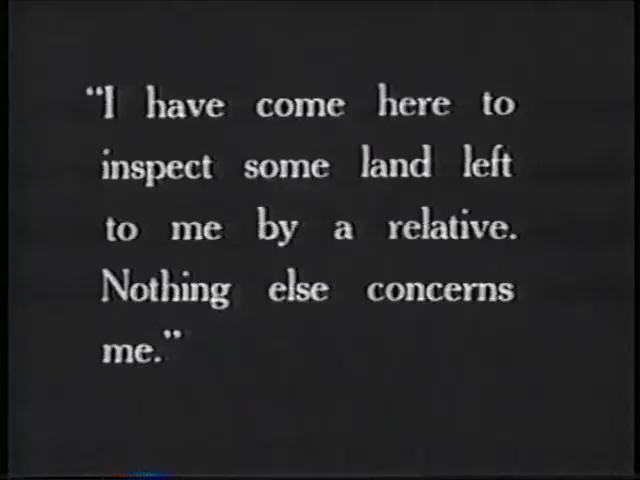 “I have come here to
inspect some land left
to me by a relative.
Nothing else concerns
me.”